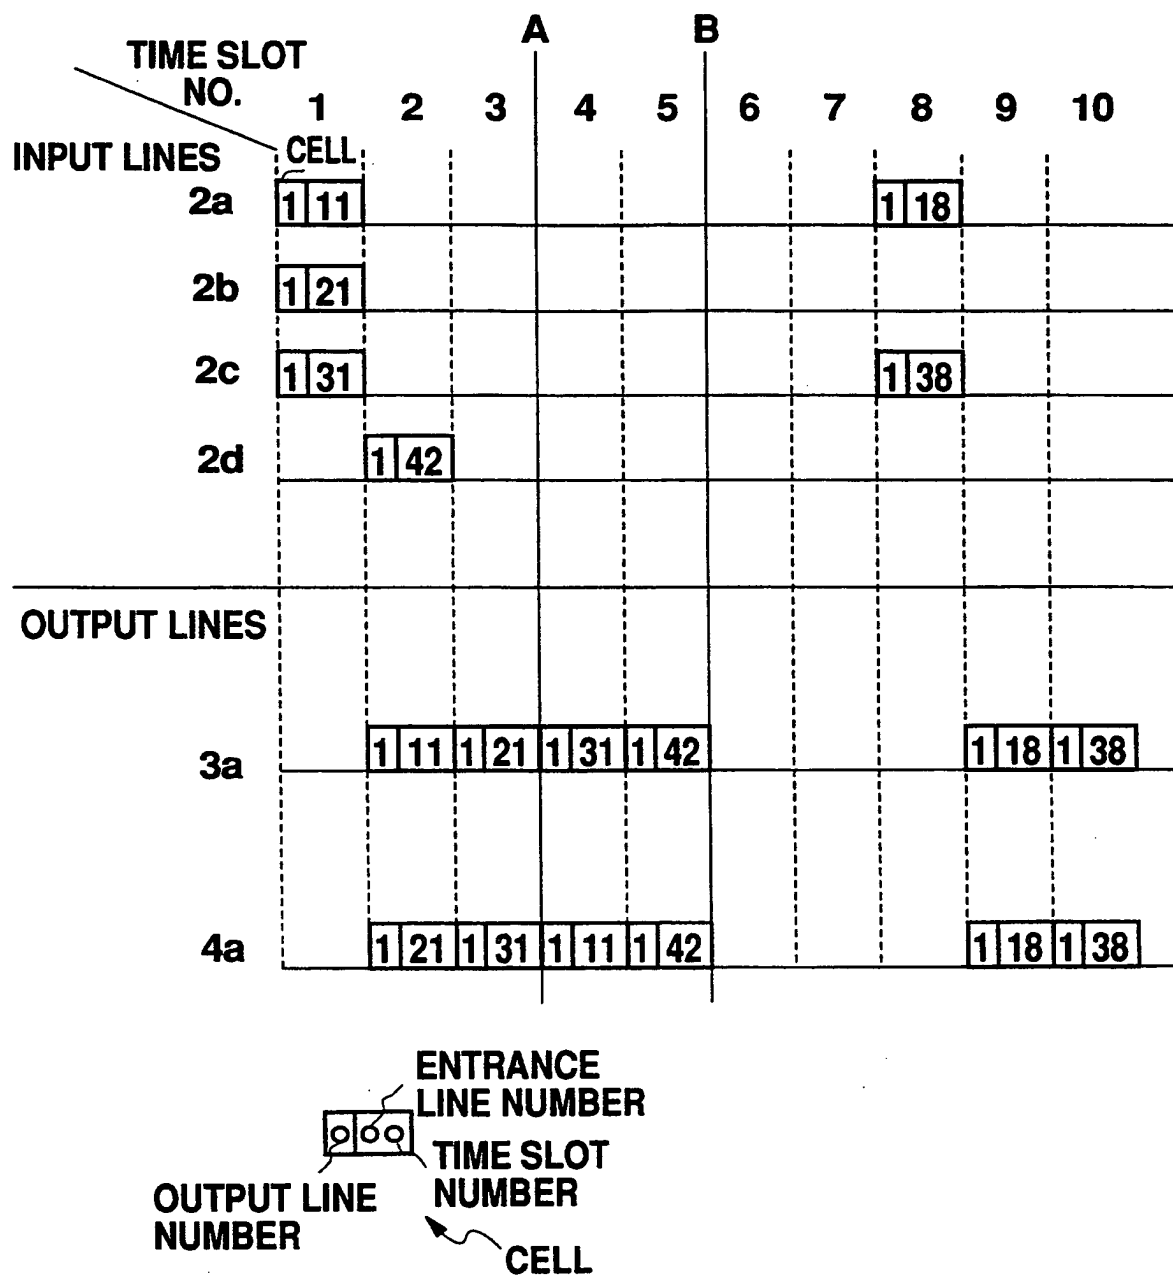 A B
TIME SLOT
NO.
1 2 3 4 5 6 7 8 9 10
INPUT LINES
CELL
2a 1 11 1 18
2b 1 21
2c 1 31 1 38
2d 1 42
OUTPUT LINES
3a 1 11 1 21 1 31 1 42 1 18 1 38
4a 1 21 1 31 1 11 1 42 1 18 1 38
ENTRANCE
LINE NUMBER
TIME SLOT
NUMBER
OUTPUT LINE
NUMBER
CELL